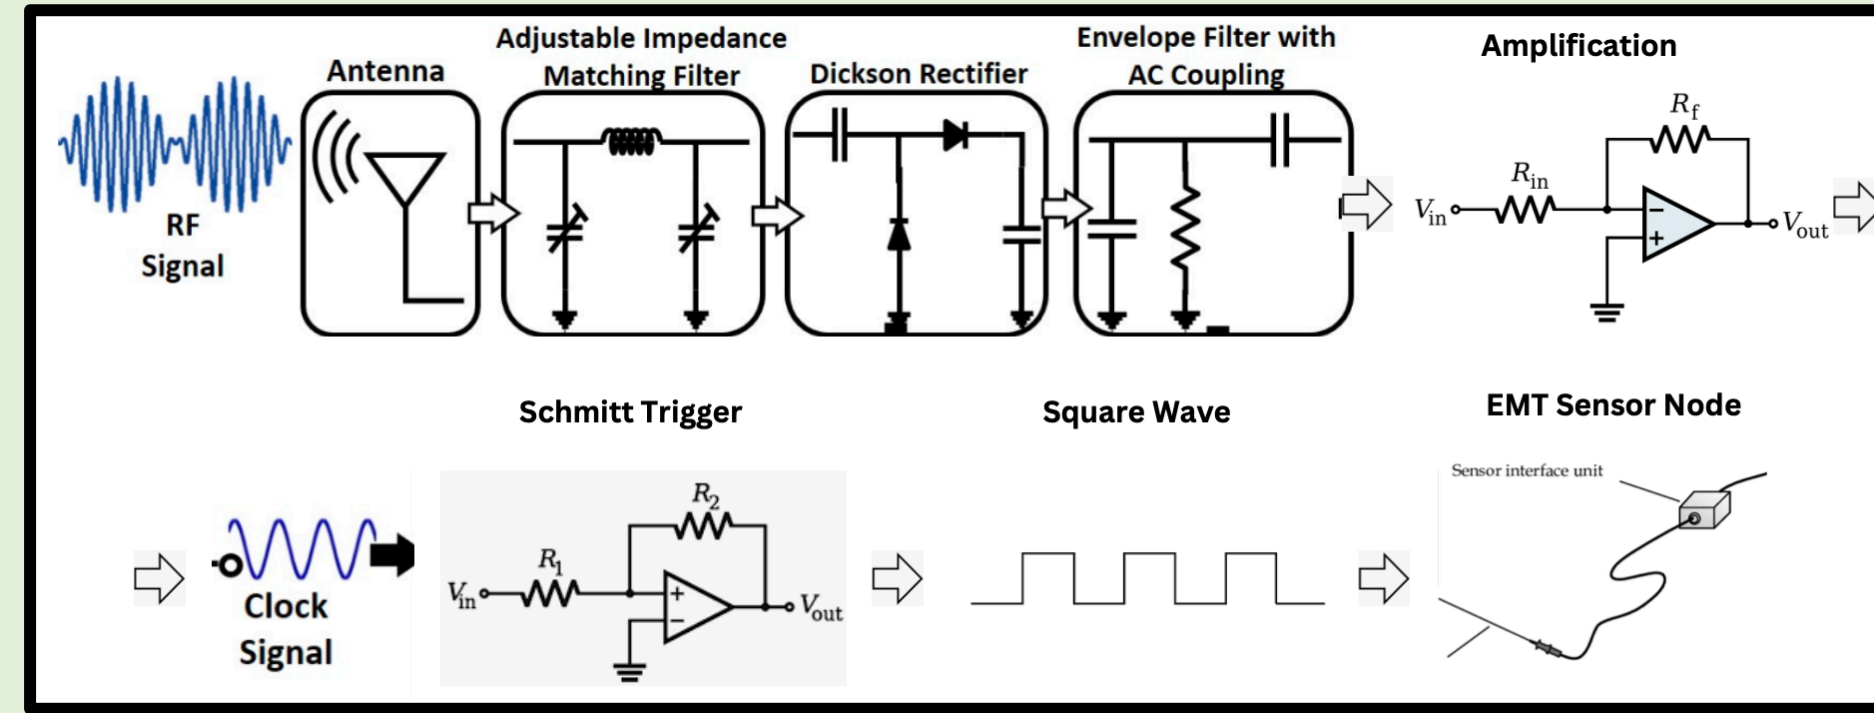 RF
Signal
Antenna
Adjustable Impedance
Matching Filter
Dickson Rectifier
Envelope Filter with
AC Coupling
Amplification
Vin
Rin
Rf
−
+
Vout
Clock
Signal
Schmitt Trigger
Vin
R1
R2
+
−
Vout
Square Wave
EMT Sensor Node
Sensor interface unit